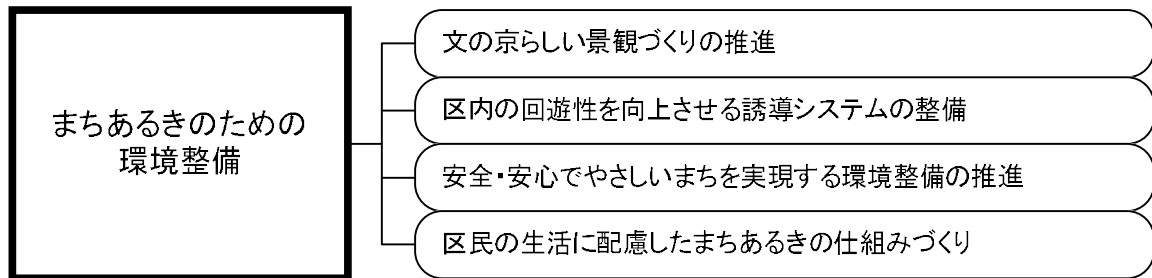 まちあるきのための
環境整備
文の京らしい景観づくりの推進
区内の回遊性を向上させる誘導システムの整備
安全・安心でやさしいまちを実現する環境整備の推進
区民の生活に配慮したまちあるきの仕組みづくり